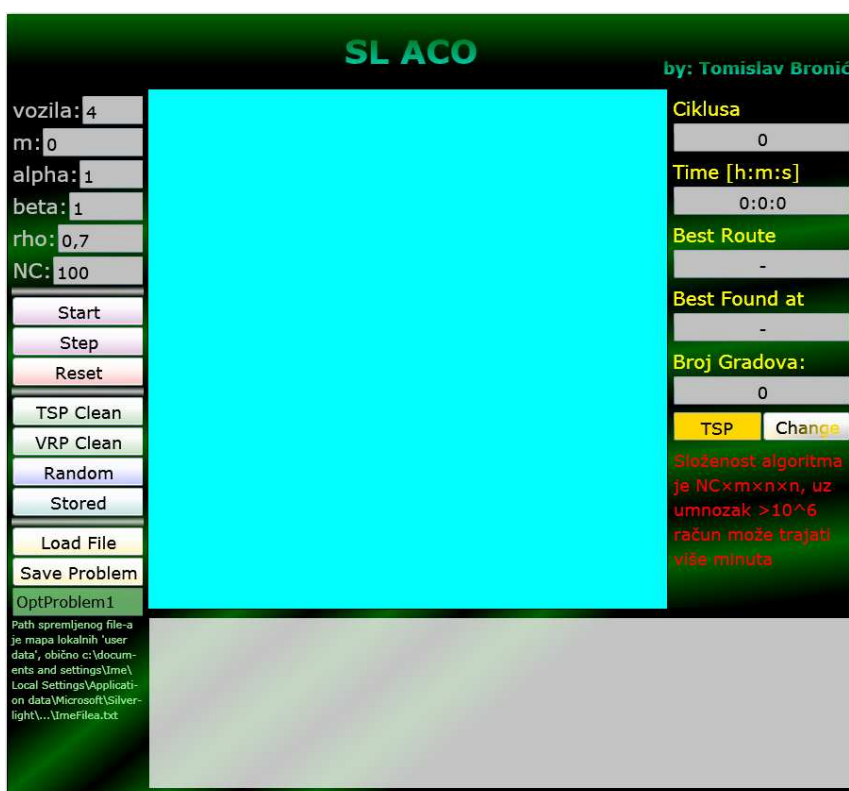 SL ACO
by: Tomislav Bronić
vozila: 4
m: 0
alpha: 1
beta: 1
rho: 0,7
NC: 100
Start
Step
Reset
TSP Clean
VRP Clean
Random
Stored
Load File
Save Problem
OptProblem1
Path spremljenog file-a
je mapa lokalnih 'user
data', obično c:\docum-
ents and settings\Ime\
Local Settings\Applicati-
on data\Microsoft\Silver-
light\...\ImeFilea.txt
Ciklusa
0
Time [h:m:s]
0:0:0
Best Route
-
Best Found at
-
Broj Gradova:
0
TSP Change
Složenost algoritma
je NC×m×n×n, uz
umnozak >10^6
račun može trajati
više minuta